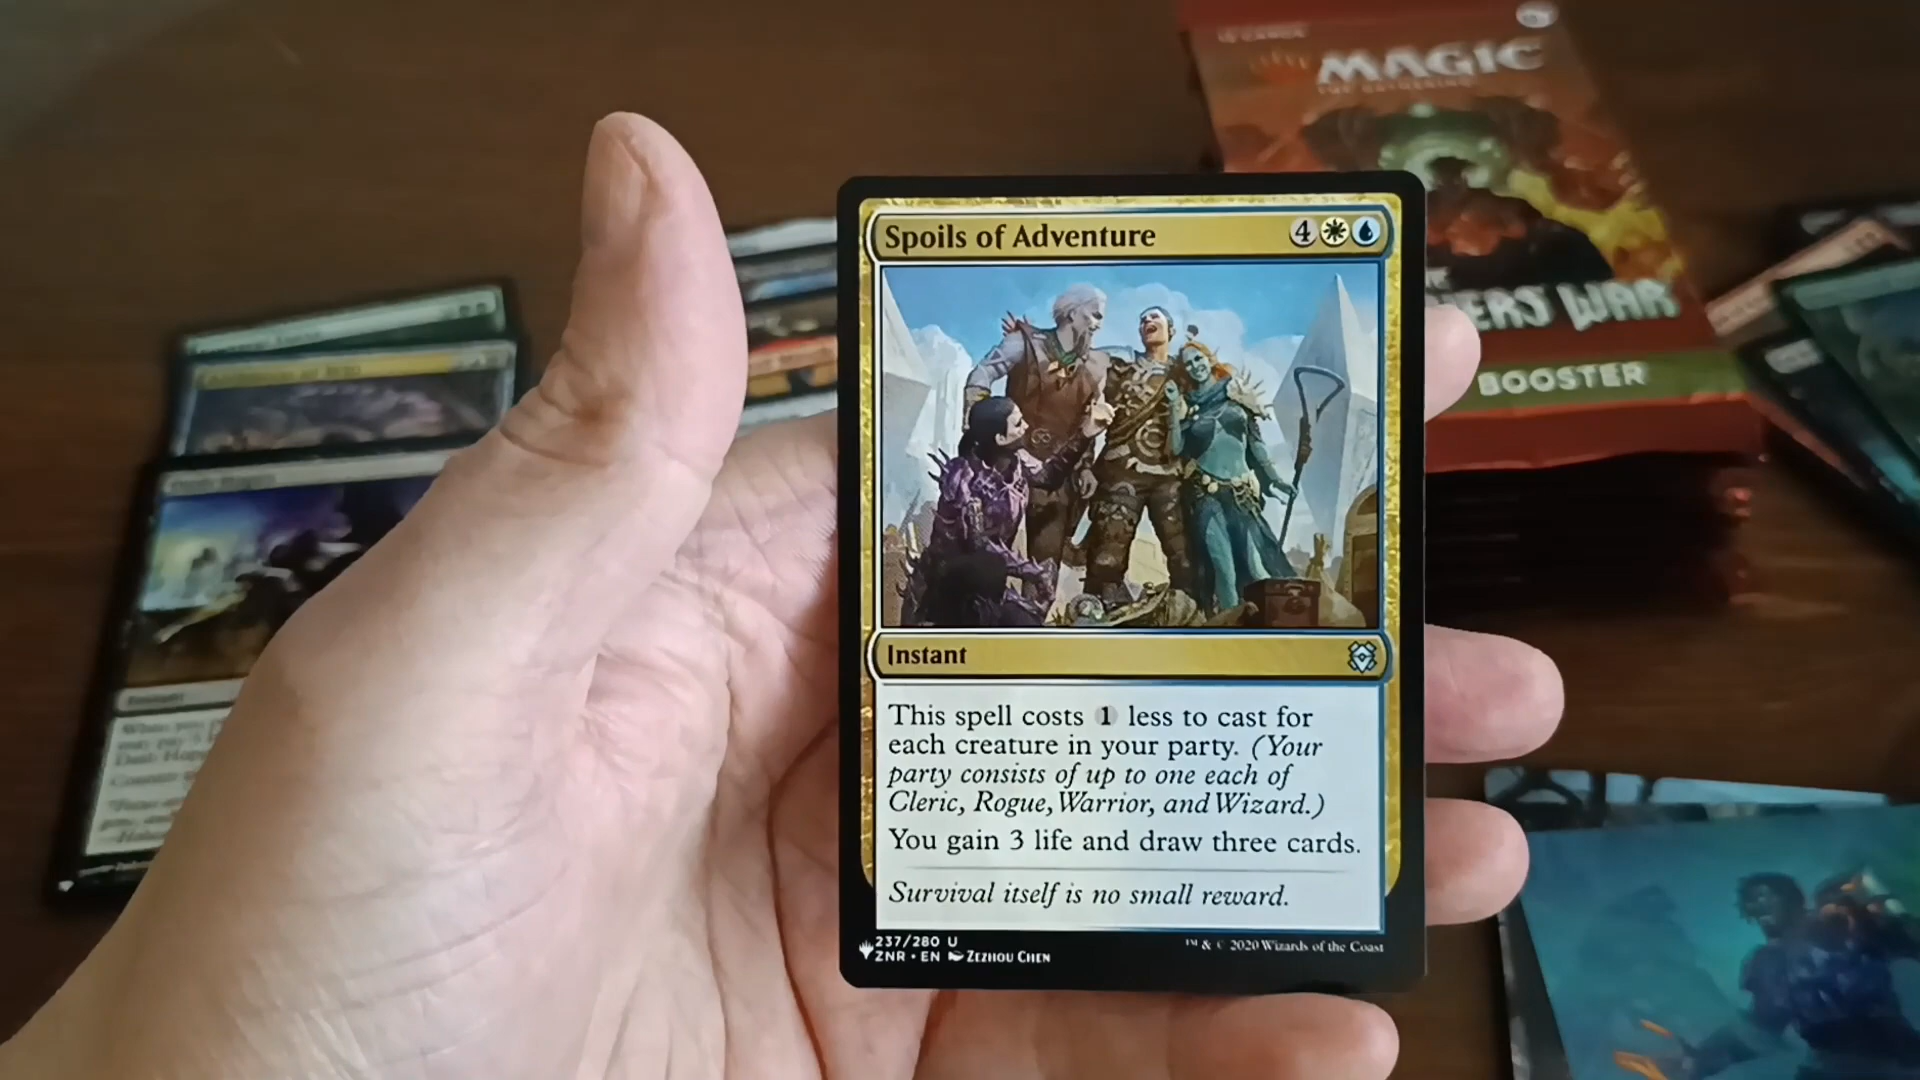 MAGIC
THE GATHERING
ERS WAR
BOOSTER
Spoils of Adventure 4
Instant
This spell costs 1 less to cast for
each creature in your party. (Your
party consists of up to one each of
Cleric, Rogue, Warrior, and Wizard.)
You gain 3 life and draw three cards.
Survival itself is no small reward.
237/280 U
ZNR • EN Zezhou Chen
™ & © 2020 Wizards of the Coast